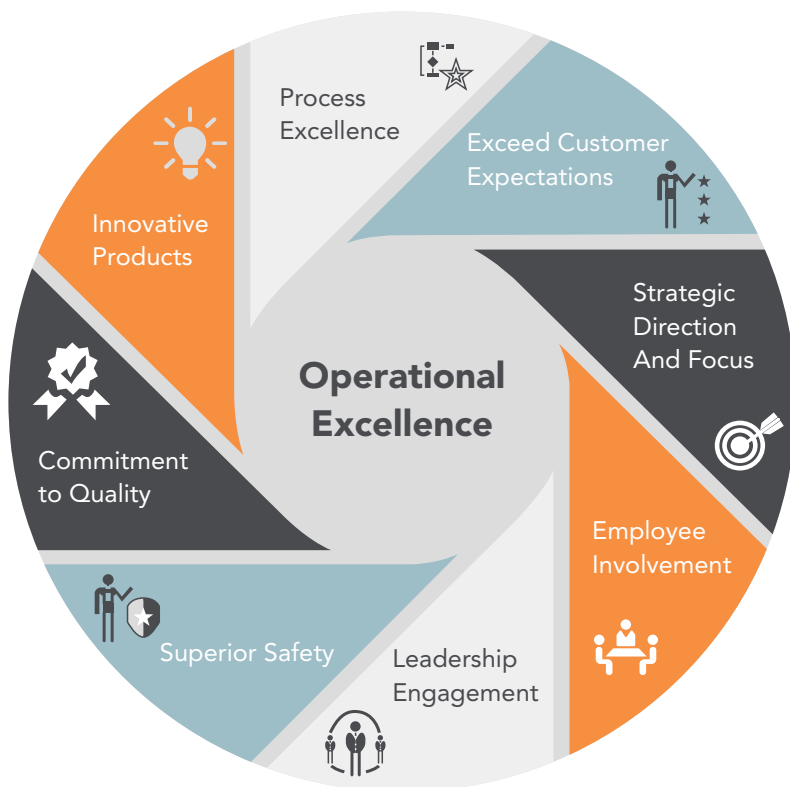 Process
Excellence
Exceed Customer
Expectations
Strategic
Direction
And Focus
Employee
Involvement
Leadership
Engagement
Superior Safety
Commitment
to Quality
Innovative
Products
Operational
Excellence